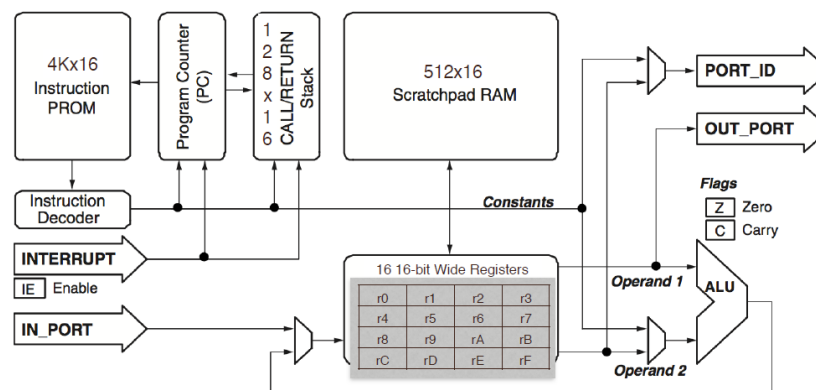 4Kx16
Instruction
PROM
Program Counter
(PC)
1
2
8
x
1
6
CALL/RETURN
Stack
512x16
Scratchpad RAM
PORT_ID
OUT_PORT
Instruction
Decoder
Constants
Flags
Z Zero
C Carry
INTERRUPT
IE Enable
16 16-bit Wide Registers
Operand 1
ALU
r0 r1 r2 r3
r4 r5 r6 r7
IN_PORT
r8 r9 rA rB
rC rD rE rF
Operand 2